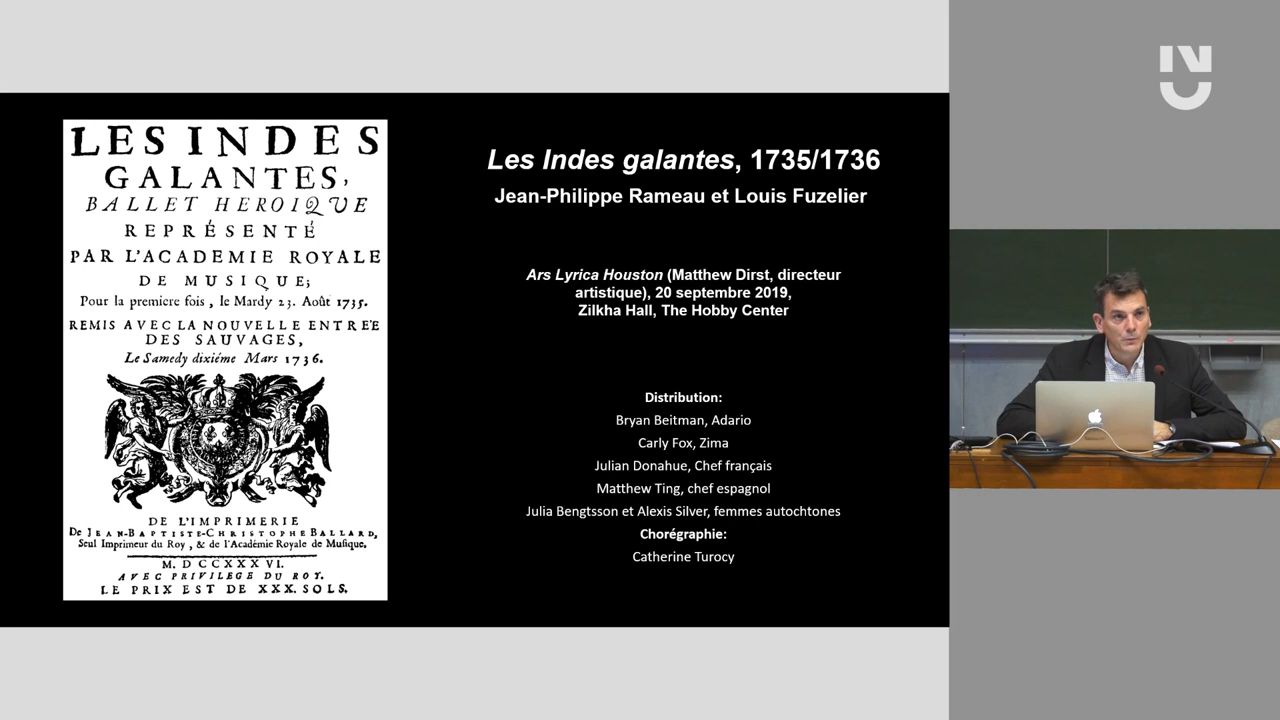 LES INDES
GALANTES,
BALLET HEROIQUE
REPRÉSENTÉ
PAR L'ACADEMIE ROYALE
DE MUSIQUE;
Pour la premiere fois, le Mardy 23. Août 1735.
REMIS AVEC LA NOUVELLE ENTRÉE
DES SAUVAGES,
Le Samedy dixiéme Mars 1736.
DE L'IMPRIMERIE
De JEAN-BAPTISTE-CHRISTOPHE BALLARD,
Seul Imprimeur du Roy, & de l'Académie Royale de Musique.
M. D C C X X X V I.
AVEC PRIVILEGE DU ROY.
LE PRIX EST DE XXX. SOLS.
Les Indes galantes, 1735/1736
Jean-Philippe Rameau et Louis Fuzelier
Ars Lyrica Houston (Matthew Dirst, directeur
artistique), 20 septembre 2019,
Zilkha Hall, The Hobby Center
Distribution:
Bryan Beitman, Adario
Carly Fox, Zima
Julian Donahue, Chef français
Matthew Ting, chef espagnol
Julia Bengtsson et Alexis Silver, femmes autochtones
Chorégraphie:
Catherine Turocy
NU